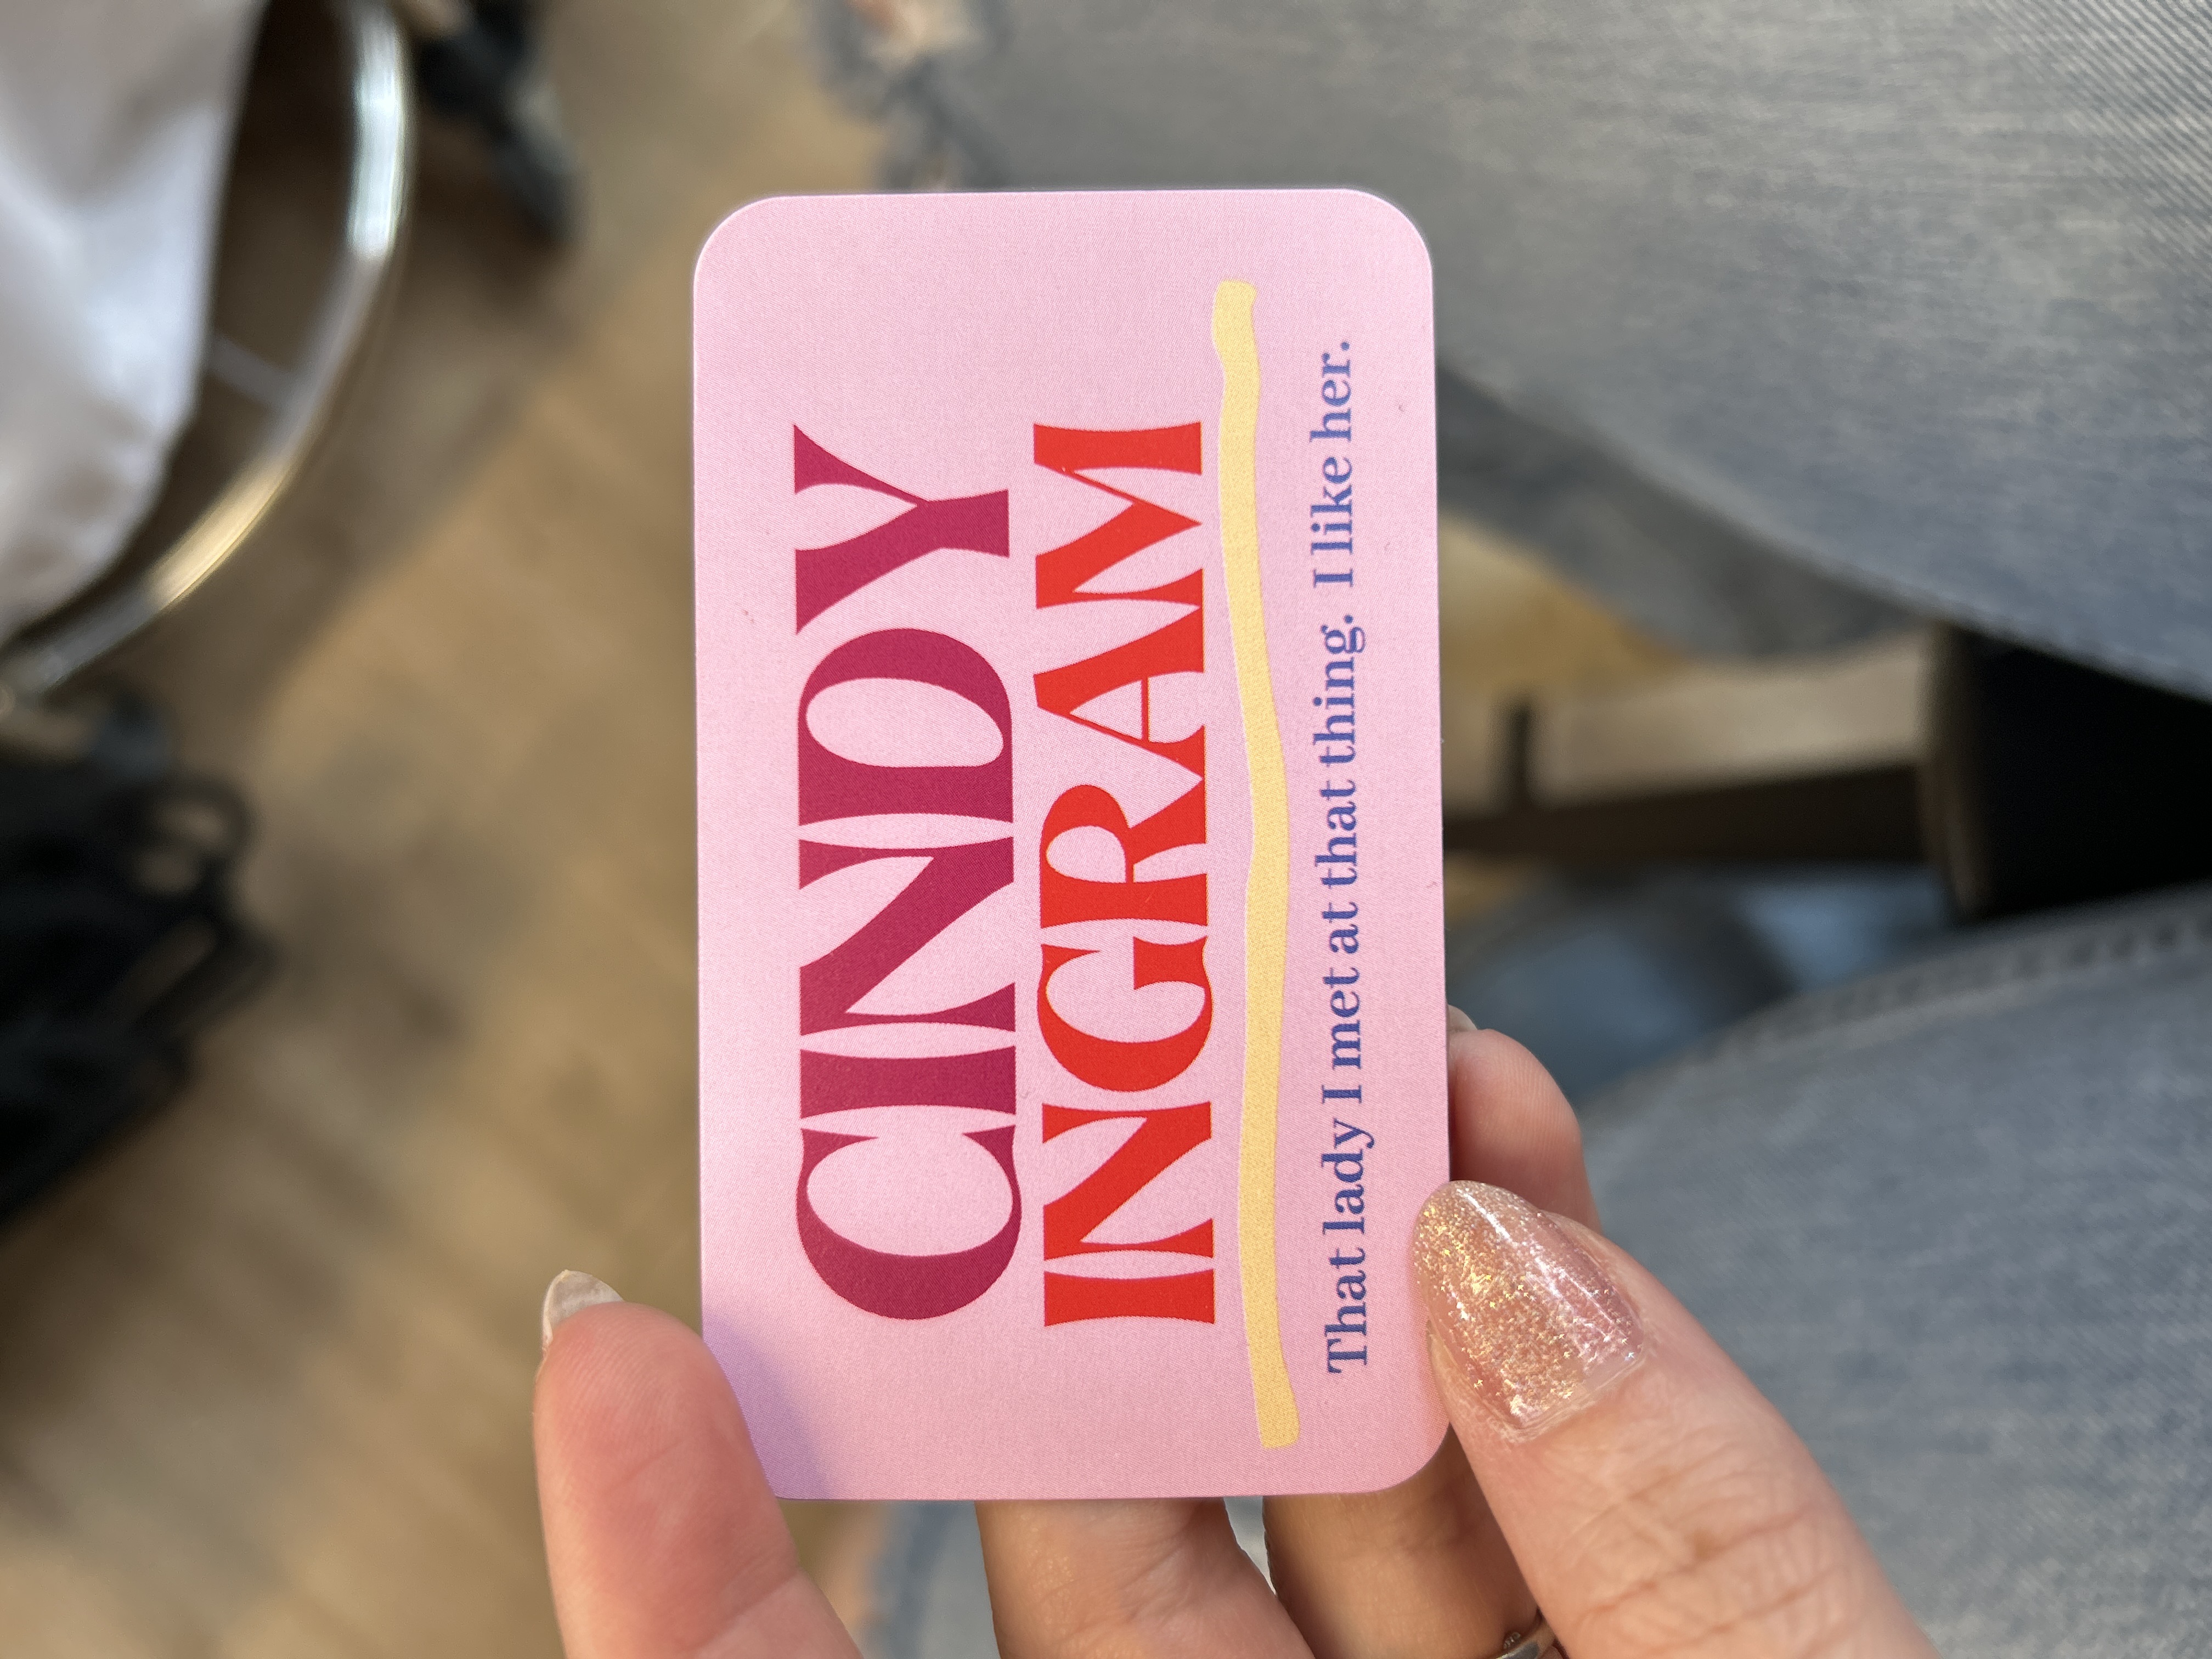 CINDY
INGRAM
That lady I met at that thing. I like her.